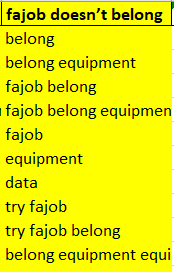 fajob doesn’t belong
belong
belong equipment
fajob belong
fajob belong equipmen
fajob
equipment
data
try fajob
try fajob belong
belong equipment equi